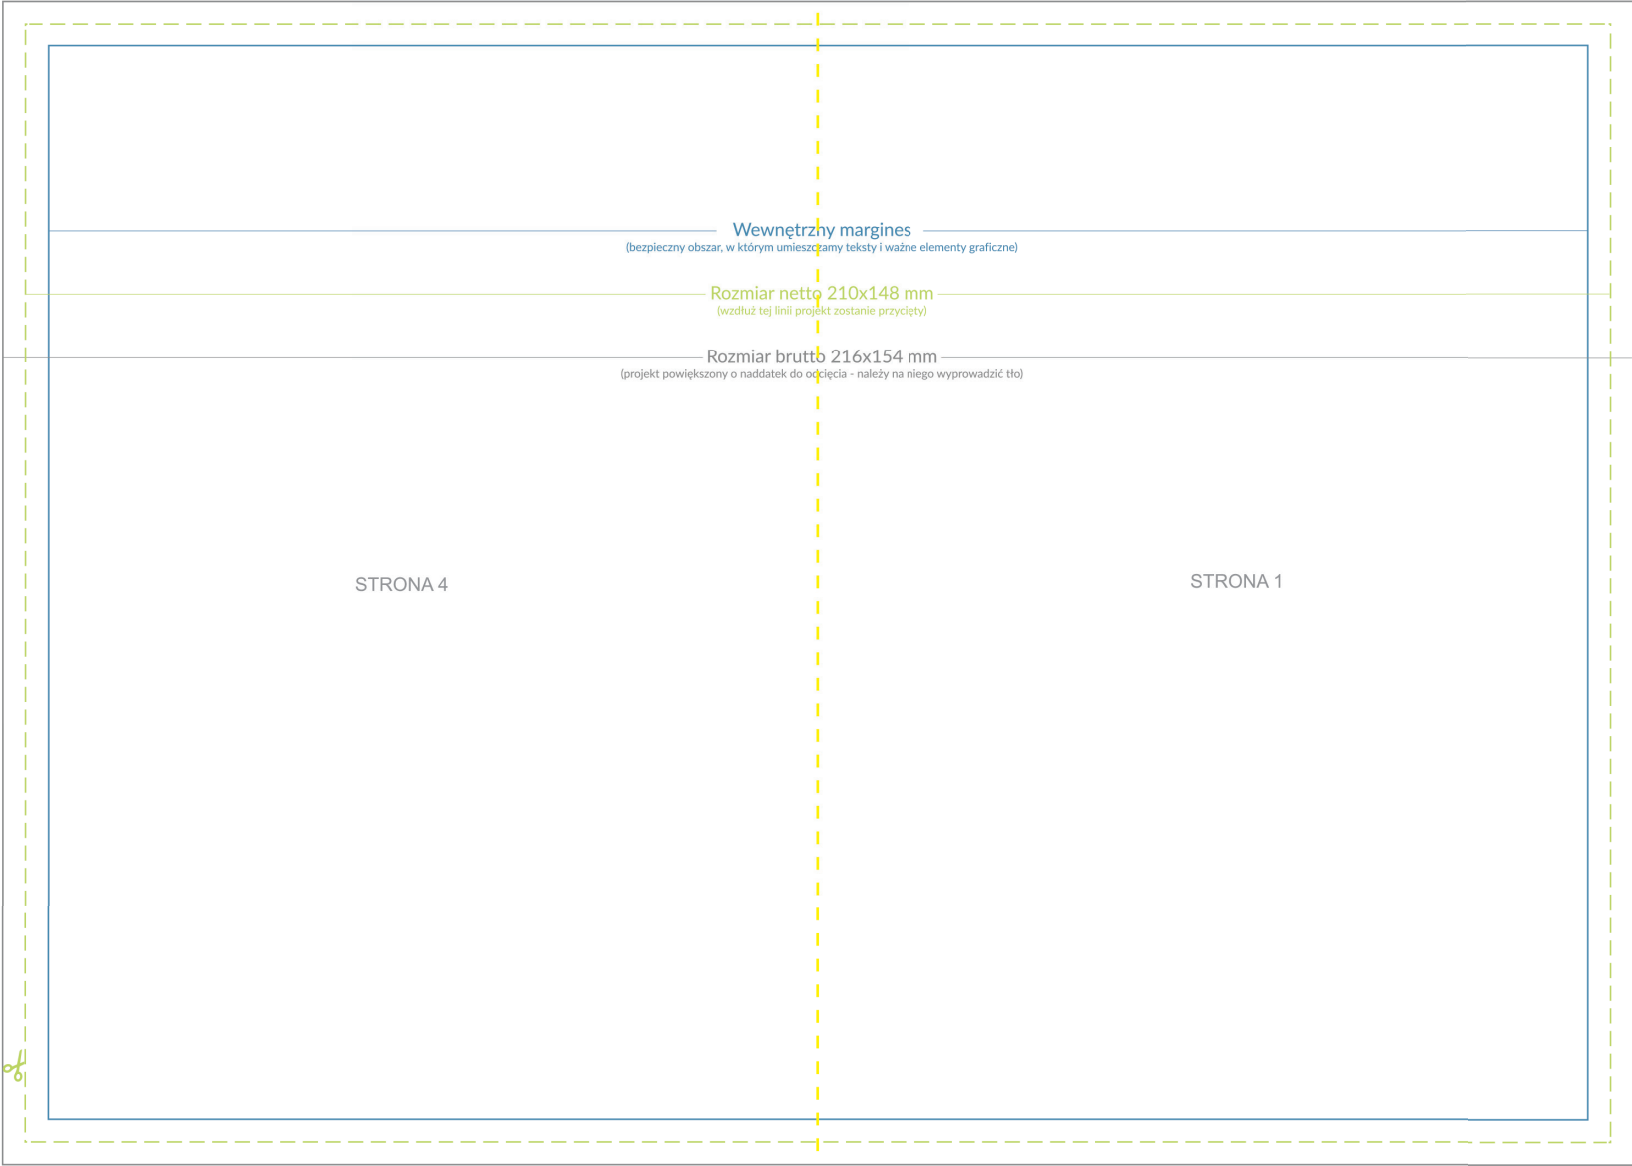 Wewnętrzny margines
(bezpieczny obszar, w którym umieszczamy teksty i ważne elementy graficzne)
Rozmiar netto 210x148 mm
(wzdłuż tej linii projekt zostanie przycięty)
Rozmiar brutto 216x154 mm
(projekt powiększony o naddatek do odcięcia - należy na niego wyprowadzić tło)
STRONA 4
STRONA 1